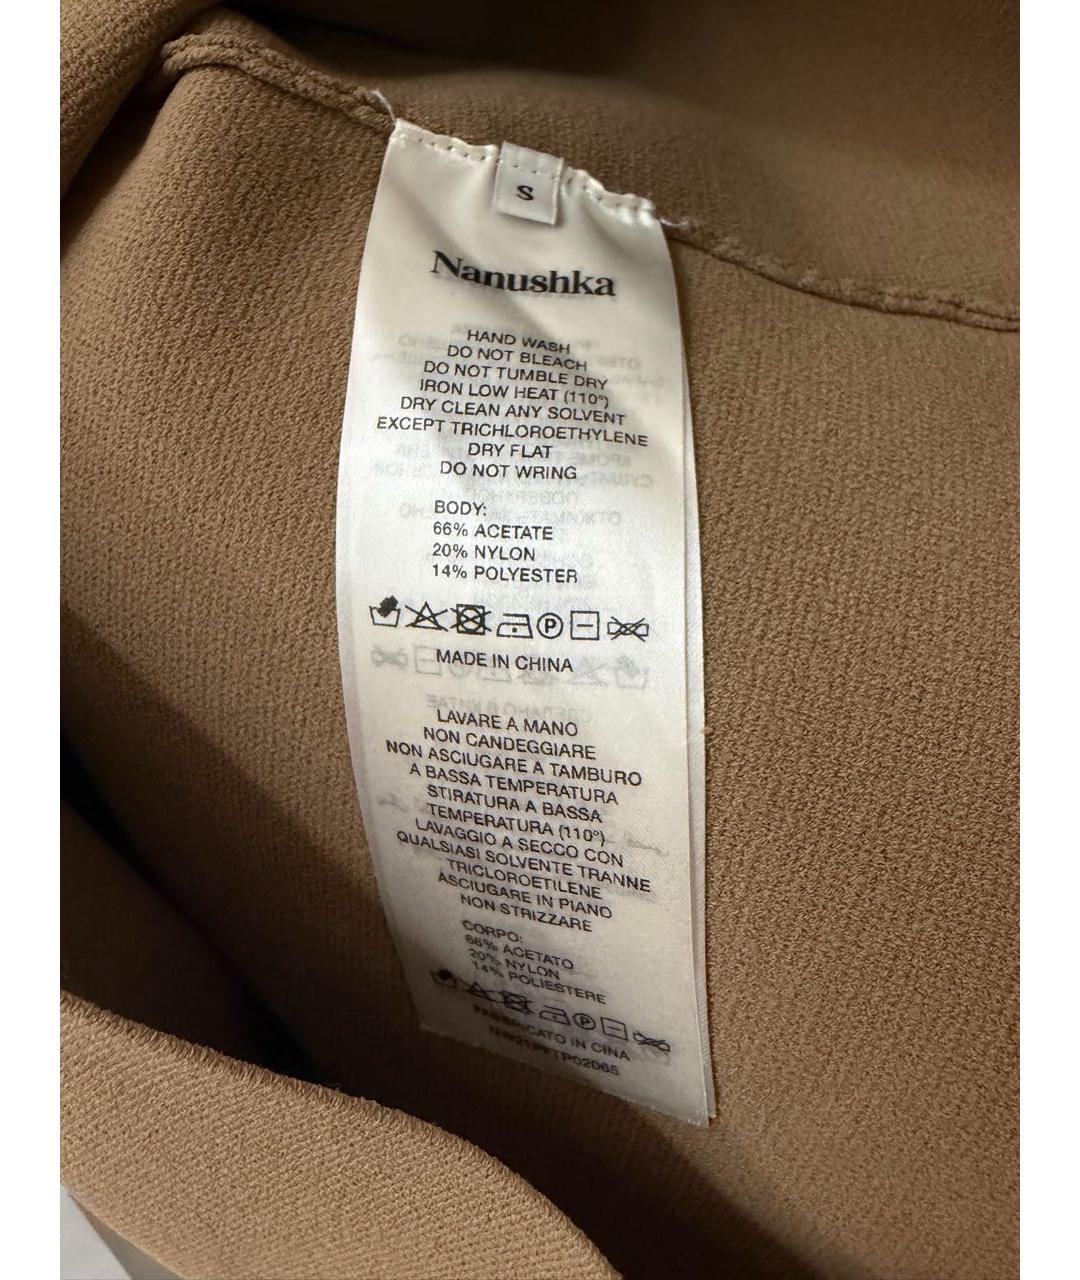 S
Nanushka
HAND WASH
DO NOT BLEACH
DO NOT TUMBLE DRY
IRON LOW HEAT (110°)
DRY CLEAN ANY SOLVENT
EXCEPT TRICHLOROETHYLENE
DRY FLAT
DO NOT WRING
BODY:
66% ACETATE
20% NYLON
14% POLYESTER
P
MADE IN CHINA
LAVARE A MANO
NON CANDEGGIARE
NON ASCIUGARE A TAMBURO
A BASSA TEMPERATURA
STIRATURA A BASSA
TEMPERATURA (110°)
LAVAGGIO A SECCO CON
QUALSIASI SOLVENTE TRANNE
TRICLOROETILENE
ASCIUGARE IN PIANO
NON STRIZZARE
CORPO:
66% ACETATO
20% NYLON
14% POLIESTERE
P
FABBRICATO IN CINA